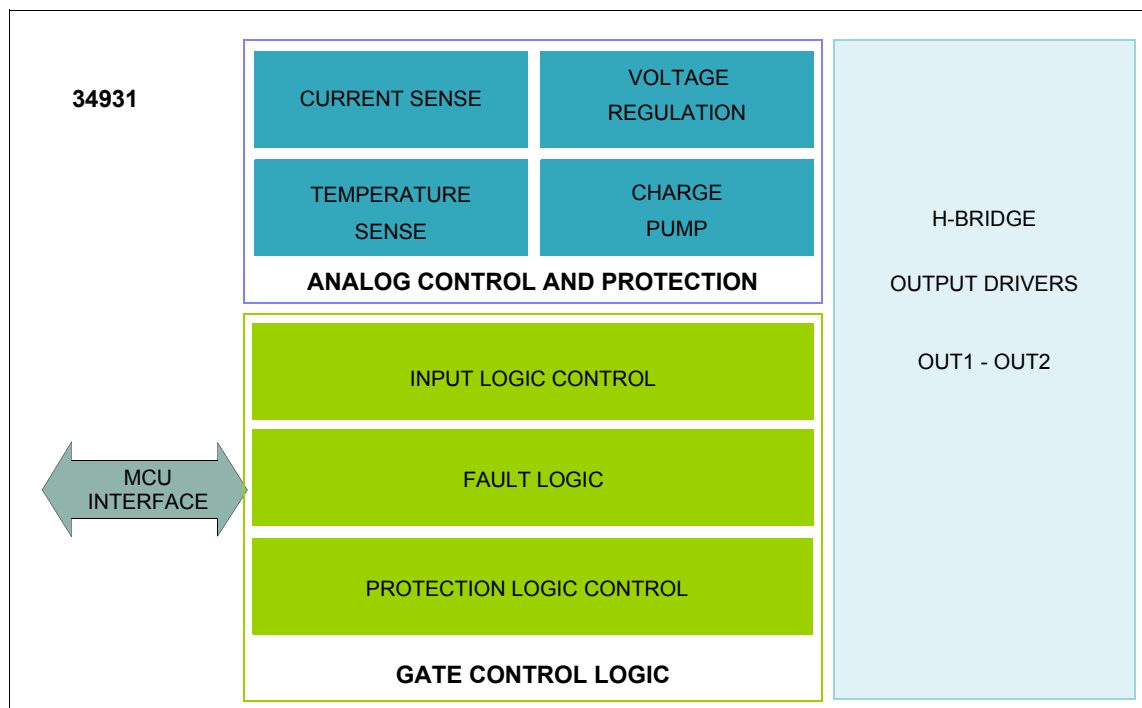 34931
CURRENT SENSE
VOLTAGE
REGULATION
TEMPERATURE
SENSE
CHARGE
PUMP
ANALOG CONTROL AND PROTECTION
INPUT LOGIC CONTROL
FAULT LOGIC
PROTECTION LOGIC CONTROL
GATE CONTROL LOGIC
MCU
INTERFACE
H-BRIDGE
OUTPUT DRIVERS
OUT1 - OUT2